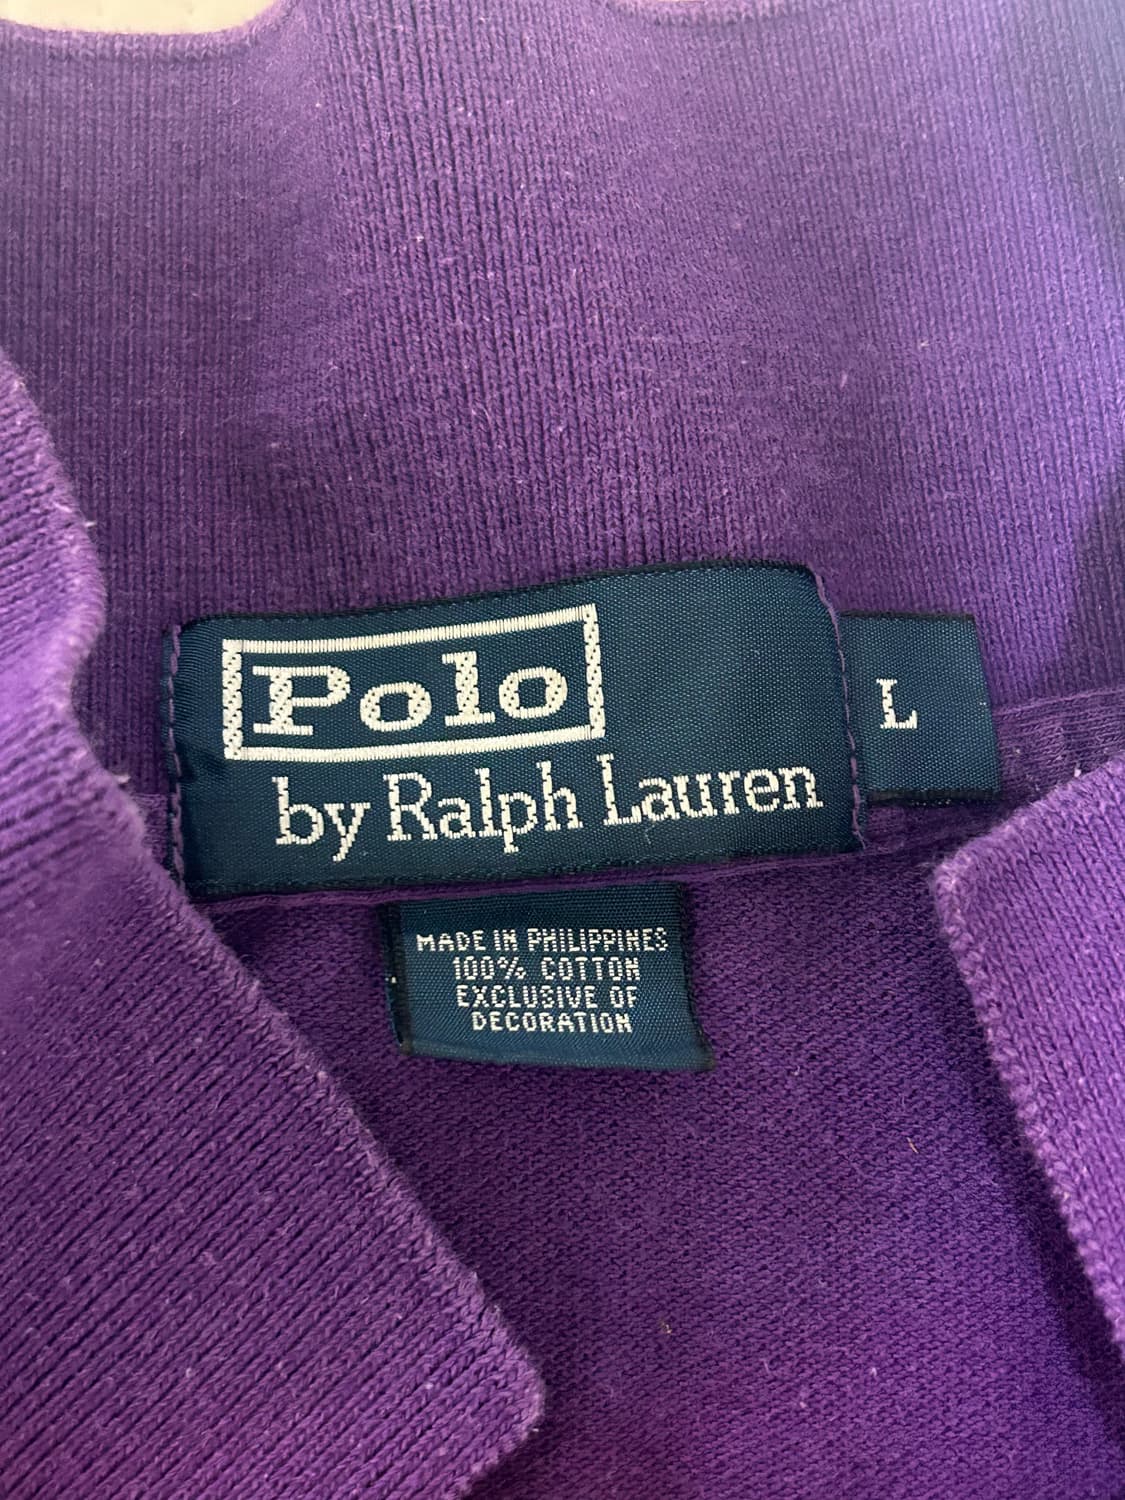 Polo
by Ralph Lauren
L
MADE IN PHILIPPINES
100% COTTON
EXCLUSIVE OF
DECORATION